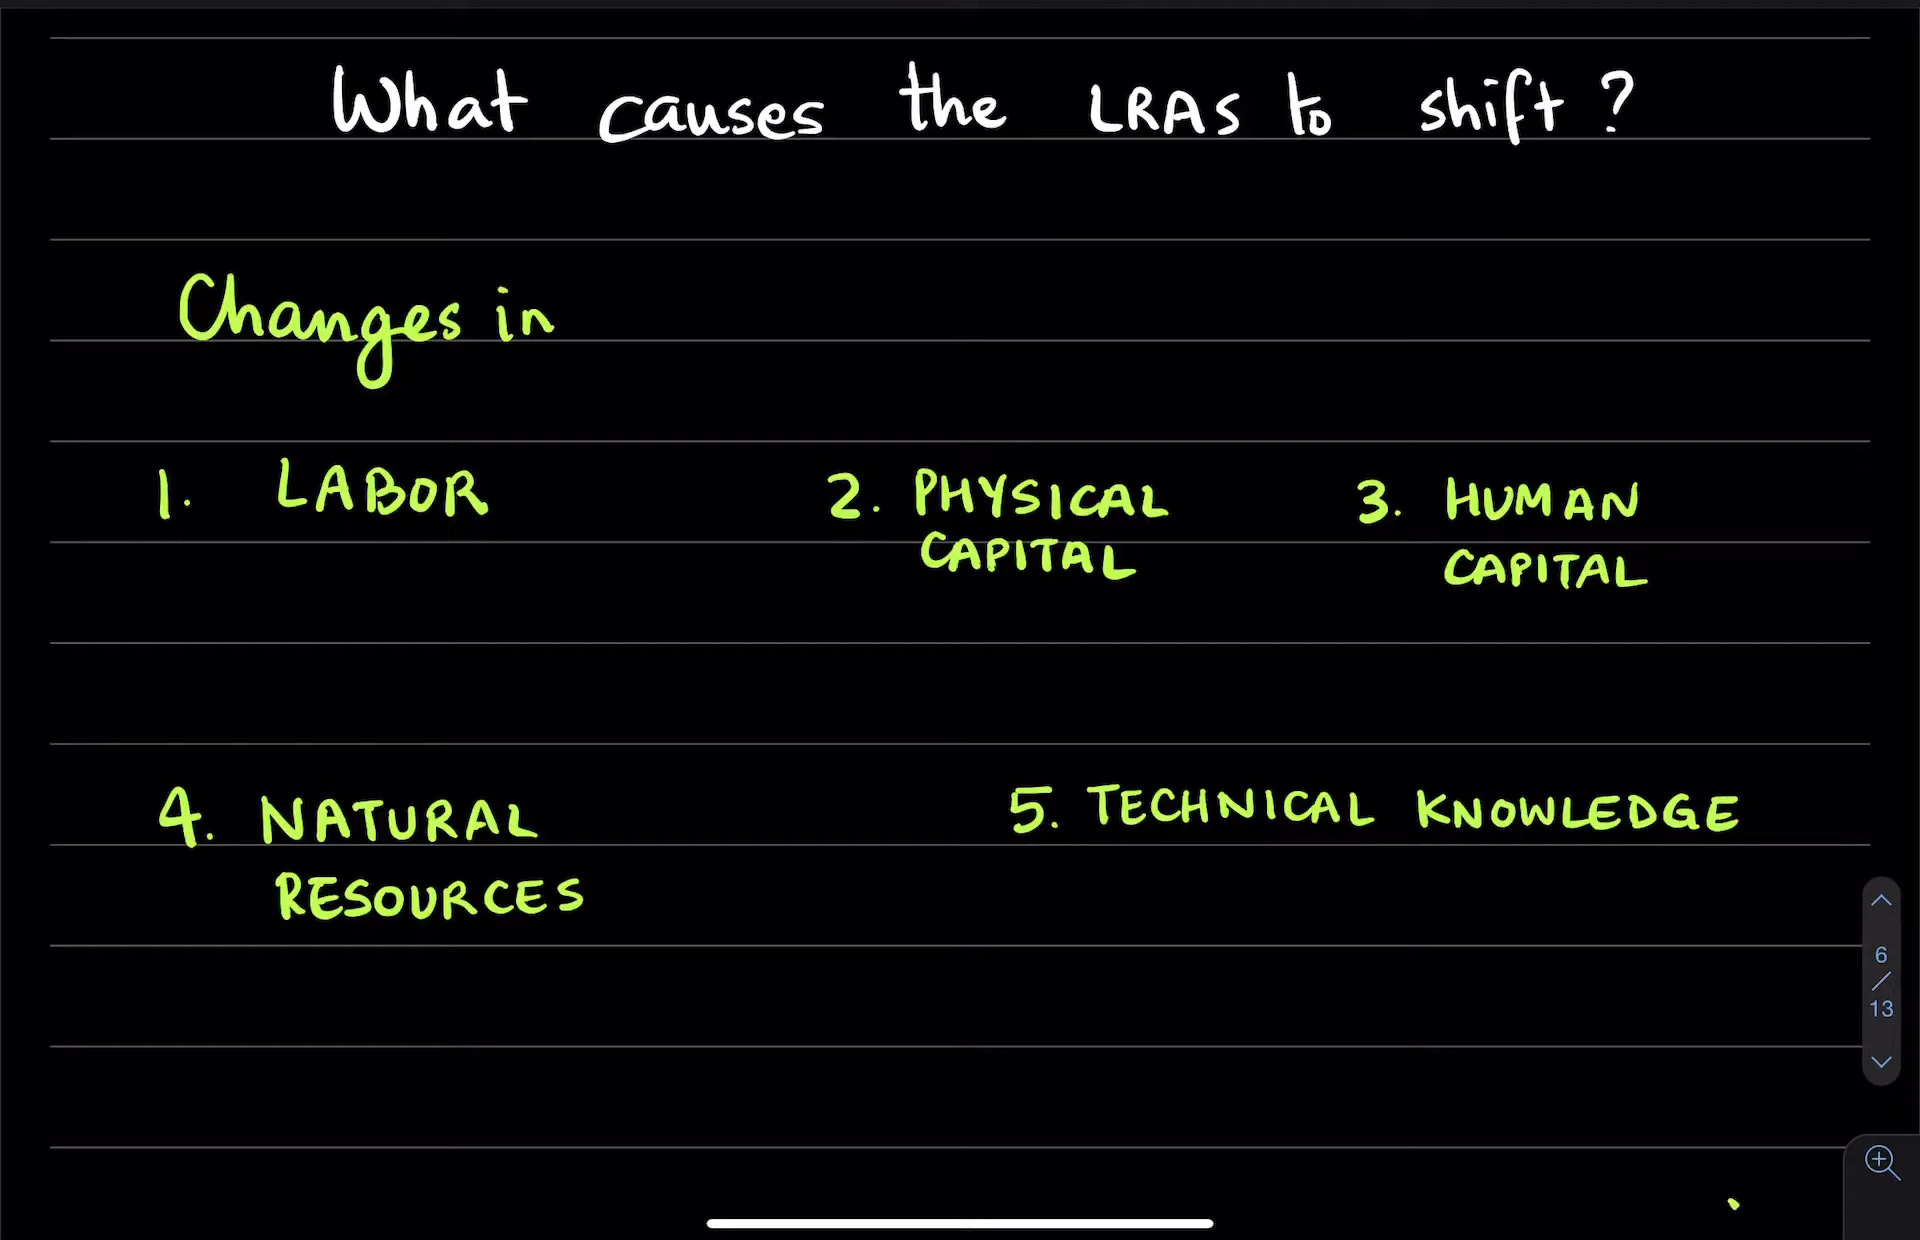 What causes the LRAS to shift?
Changes in
1. LABOR
2. PHYSICAL
CAPITAL
3. HUMAN
CAPITAL
4. NATURAL
RESOURCES
5. TECHNICAL KNOWLEDGE
6
/
13